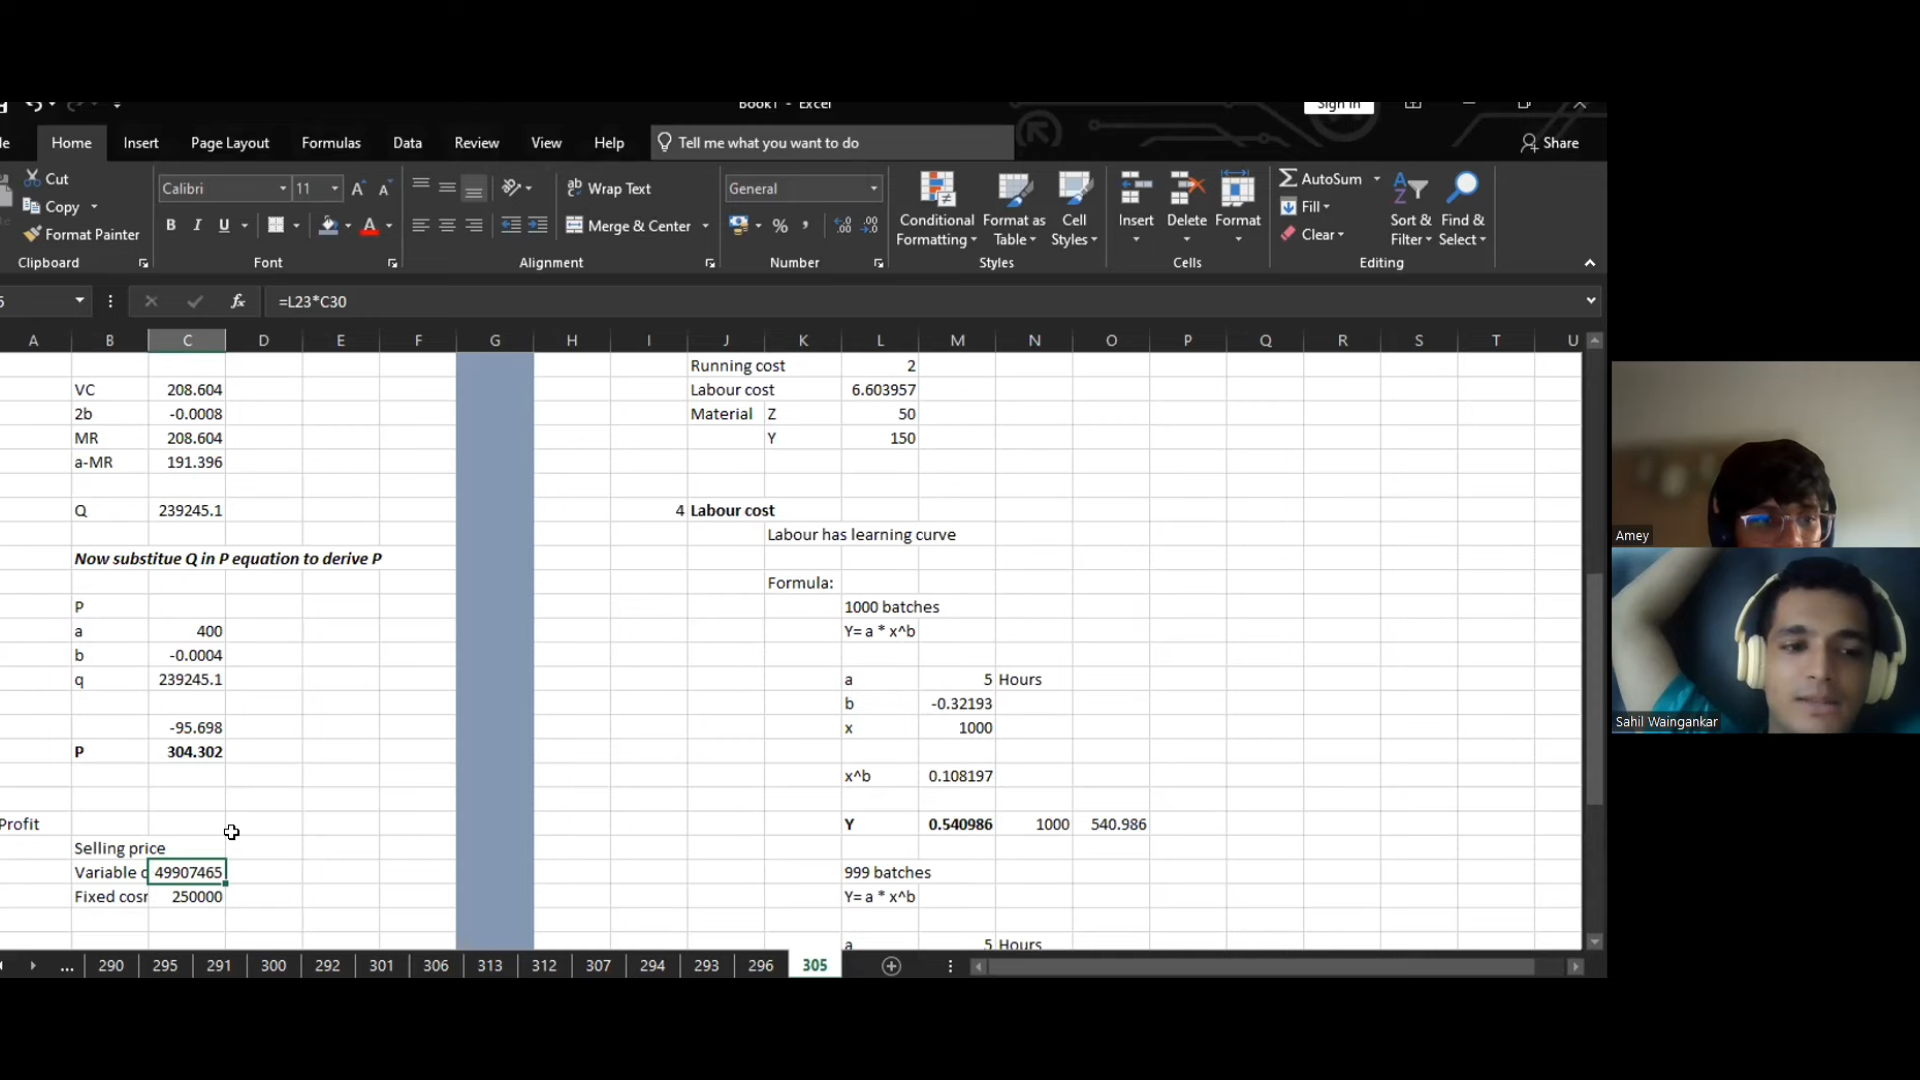 Book1 - Excel
Sign in
Home Insert Page Layout Formulas Data Review View Help Tell me what you want to do Share
Cut
Copy
Format Painter
Clipboard
Calibri 11
B I U
Font
Wrap Text
Merge & Center
Alignment
General
% ,
Number
Conditional Formatting
Format as Table
Cell Styles
Styles
Insert Delete Format
Cells
AutoSum
Fill
Clear
Sort & Filter
Find & Select
Editing
fx =L23*C30
A B C D E F G H I J K L M N O P Q R S T U
Running cost 2
VC 208.604 Labour cost 6.603957
2b -0.0008 Material Z 50
MR 208.604 Y 150
a-MR 191.396
Q 239245.1 4 Labour cost
Labour has learning curve
Now substitue Q in P equation to derive P
Formula:
P 1000 batches
a 400 Y= a * x^b
b -0.0004
q 239245.1 a 5 Hours
b -0.32193
-95.698 x 1000
P 304.302
x^b 0.108197
Profit Y 0.540986 1000 540.986
Selling price
Variable c 49907465 999 batches
Fixed cosr 250000 Y= a * x^b
a 5 Hours
... 290 295 291 300 292 301 306 313 312 307 294 293 296 305
Amey
Sahil Waingankar